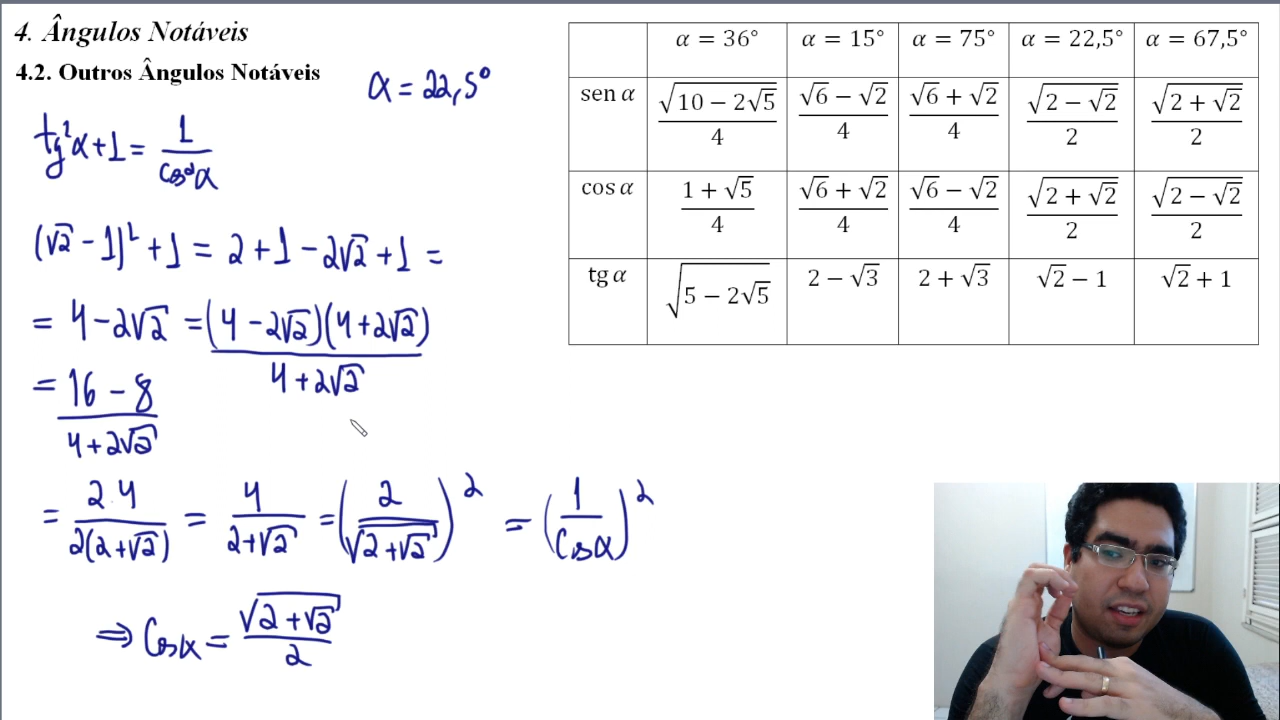 4. Ângulos Notáveis
4.2. Outros Ângulos Notáveis
α = 22,5°
tg²α + 1 = 1/cos²α
(√2 - 1)² + 1 = 2 + 1 - 2√2 + 1 =
= 4 - 2√2 = (4 - 2√2)(4 + 2√2)/(4 + 2√2)
= (16 - 8)/(4 + 2√2)
= 2.4/(2(2 + √2)) = 4/(2 + √2) = (2/√(2 + √2))² = (1/cos α)²
⇒ cos α = √(2 + √2)/2
α = 36° α = 15° α = 75° α = 22,5° α = 67,5°
sen α √(10 − 2√5)/4 (√6 − √2)/4 (√6 + √2)/4 √(2 − √2)/2 √(2 + √2)/2
cos α (1 + √5)/4 (√6 + √2)/4 (√6 − √2)/4 √(2 + √2)/2 √(2 − √2)/2
tg α √(5 − 2√5) 2 − √3 2 + √3 √2 − 1 √2 + 1